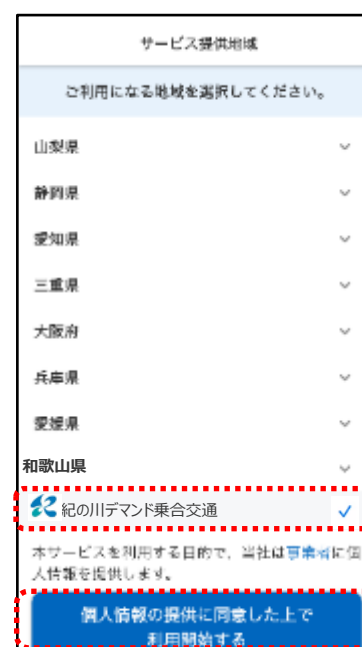 サービス提供地域
ご利用になる地域を選択してください。
山梨県
静岡県
愛知県
三重県
大阪府
兵庫県
愛媛県
和歌山県
紀の川デマンド乗合交通
本サービスを利用する目的で、当社は事業者に個
人情報を提供します。
個人情報の提供に同意した上で
利用開始する